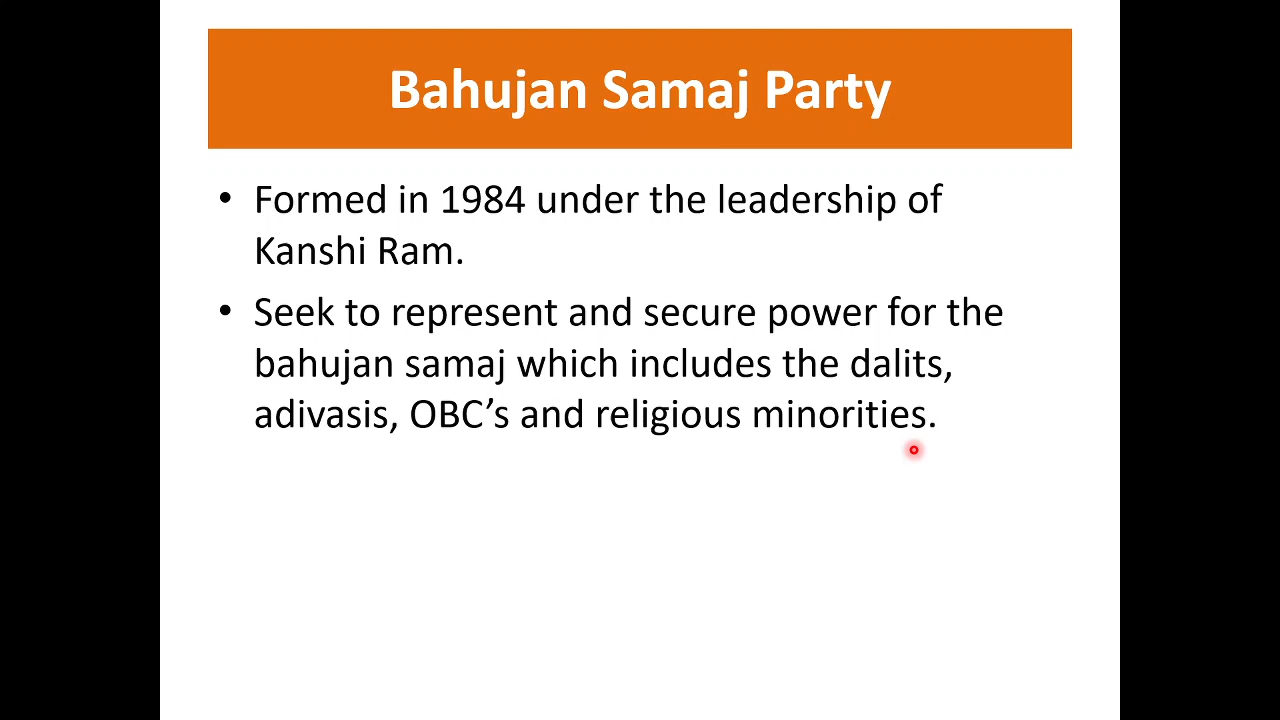 Bahujan Samaj Party
• Formed in 1984 under the leadership of
Kanshi Ram.
• Seek to represent and secure power for the
bahujan samaj which includes the dalits,
adivasis, OBC’s and religious minorities.